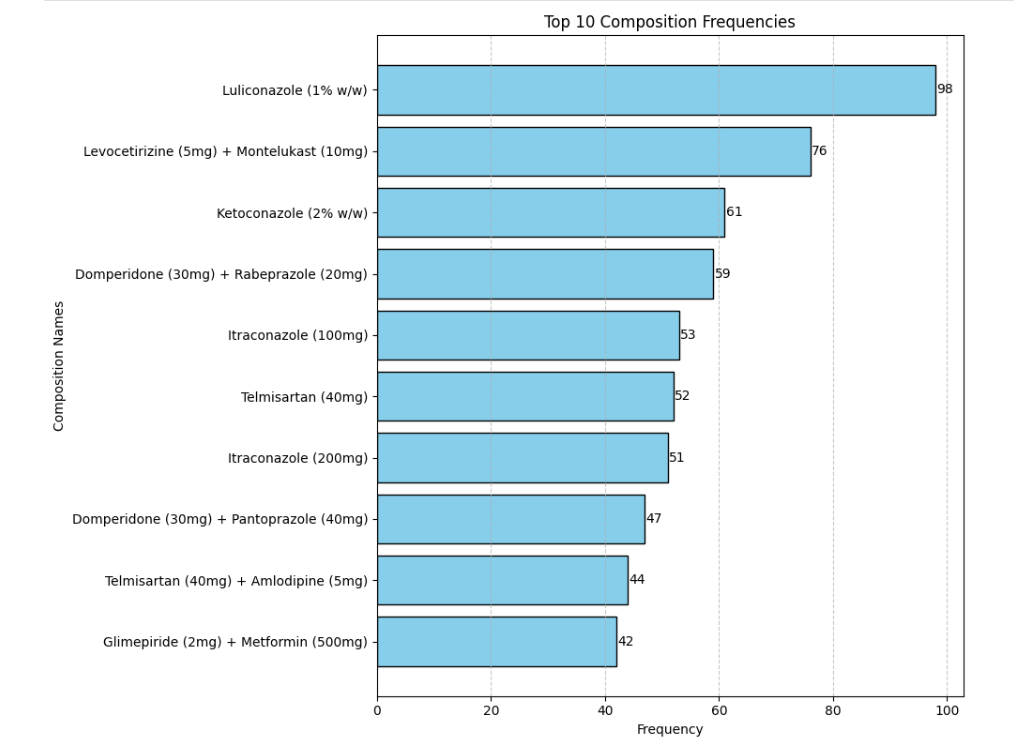 Top 10 Composition Frequencies
Luliconazole (1% w/w) 98
Levocetirizine (5mg) + Montelukast (10mg) 76
Ketoconazole (2% w/w) 61
Domperidone (30mg) + Rabeprazole (20mg) 59
Itraconazole (100mg) 53
Telmisartan (40mg) 52
Itraconazole (200mg) 51
Domperidone (30mg) + Pantoprazole (40mg) 47
Telmisartan (40mg) + Amlodipine (5mg) 44
Glimepiride (2mg) + Metformin (500mg) 42
Composition Names
0 20 40 60 80 100
Frequency